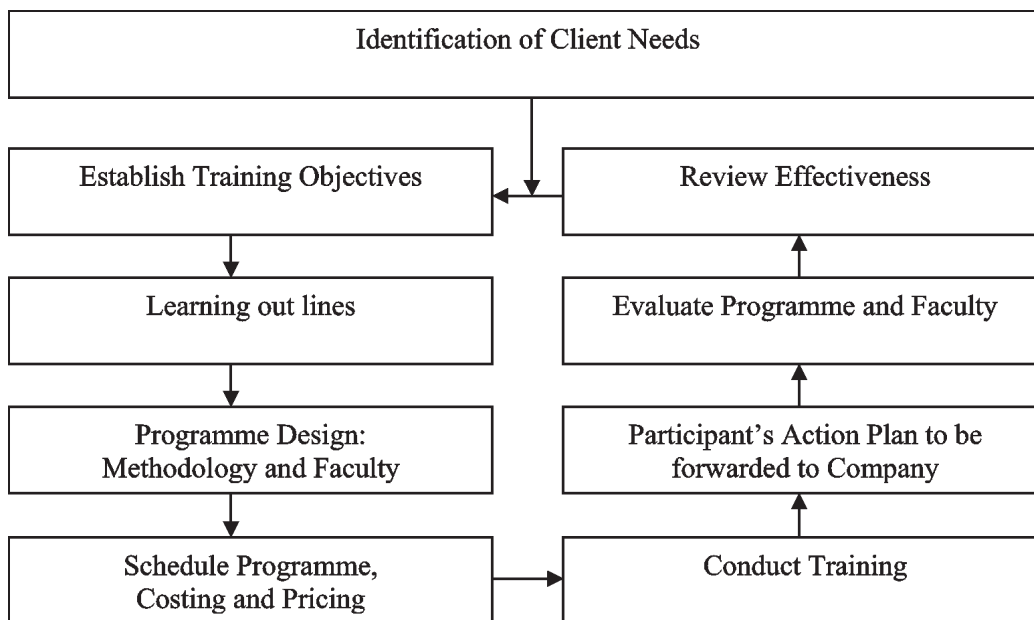 Identification of Client Needs
Establish Training Objectives
Review Effectiveness
Learning out lines
Evaluate Programme and Faculty
Programme Design:
Methodology and Faculty
Participant's Action Plan to be
forwarded to Company
Schedule Programme,
Costing and Pricing
Conduct Training